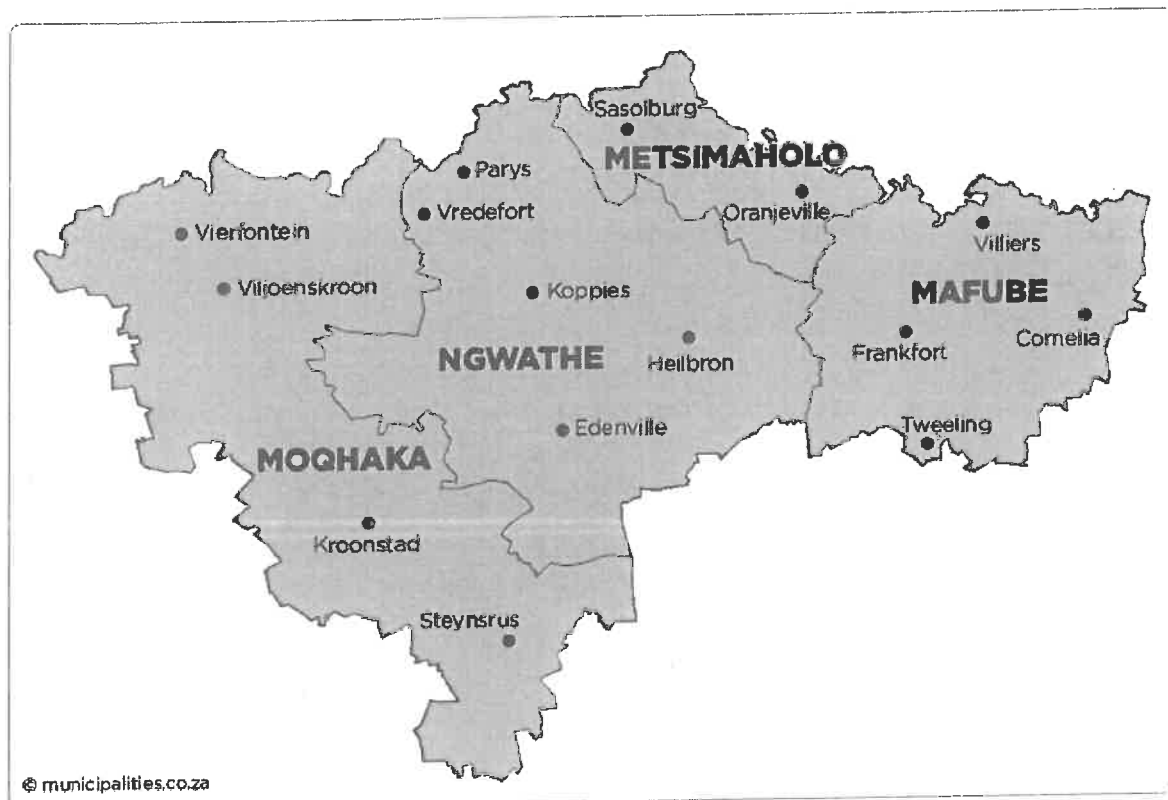 Sasolburg
METSIMAHOLO
Parys
Vredefort
Oranjeville
Vierfontein
Villiers
Viljoenskroon
Koppies
MAFUBE
Cornelia
Frankfort
NGWATHE
Heilbron
Edenville
Tweeling
MOQHAKA
Kroonstad
Steynsrus
© municipalities.co.za